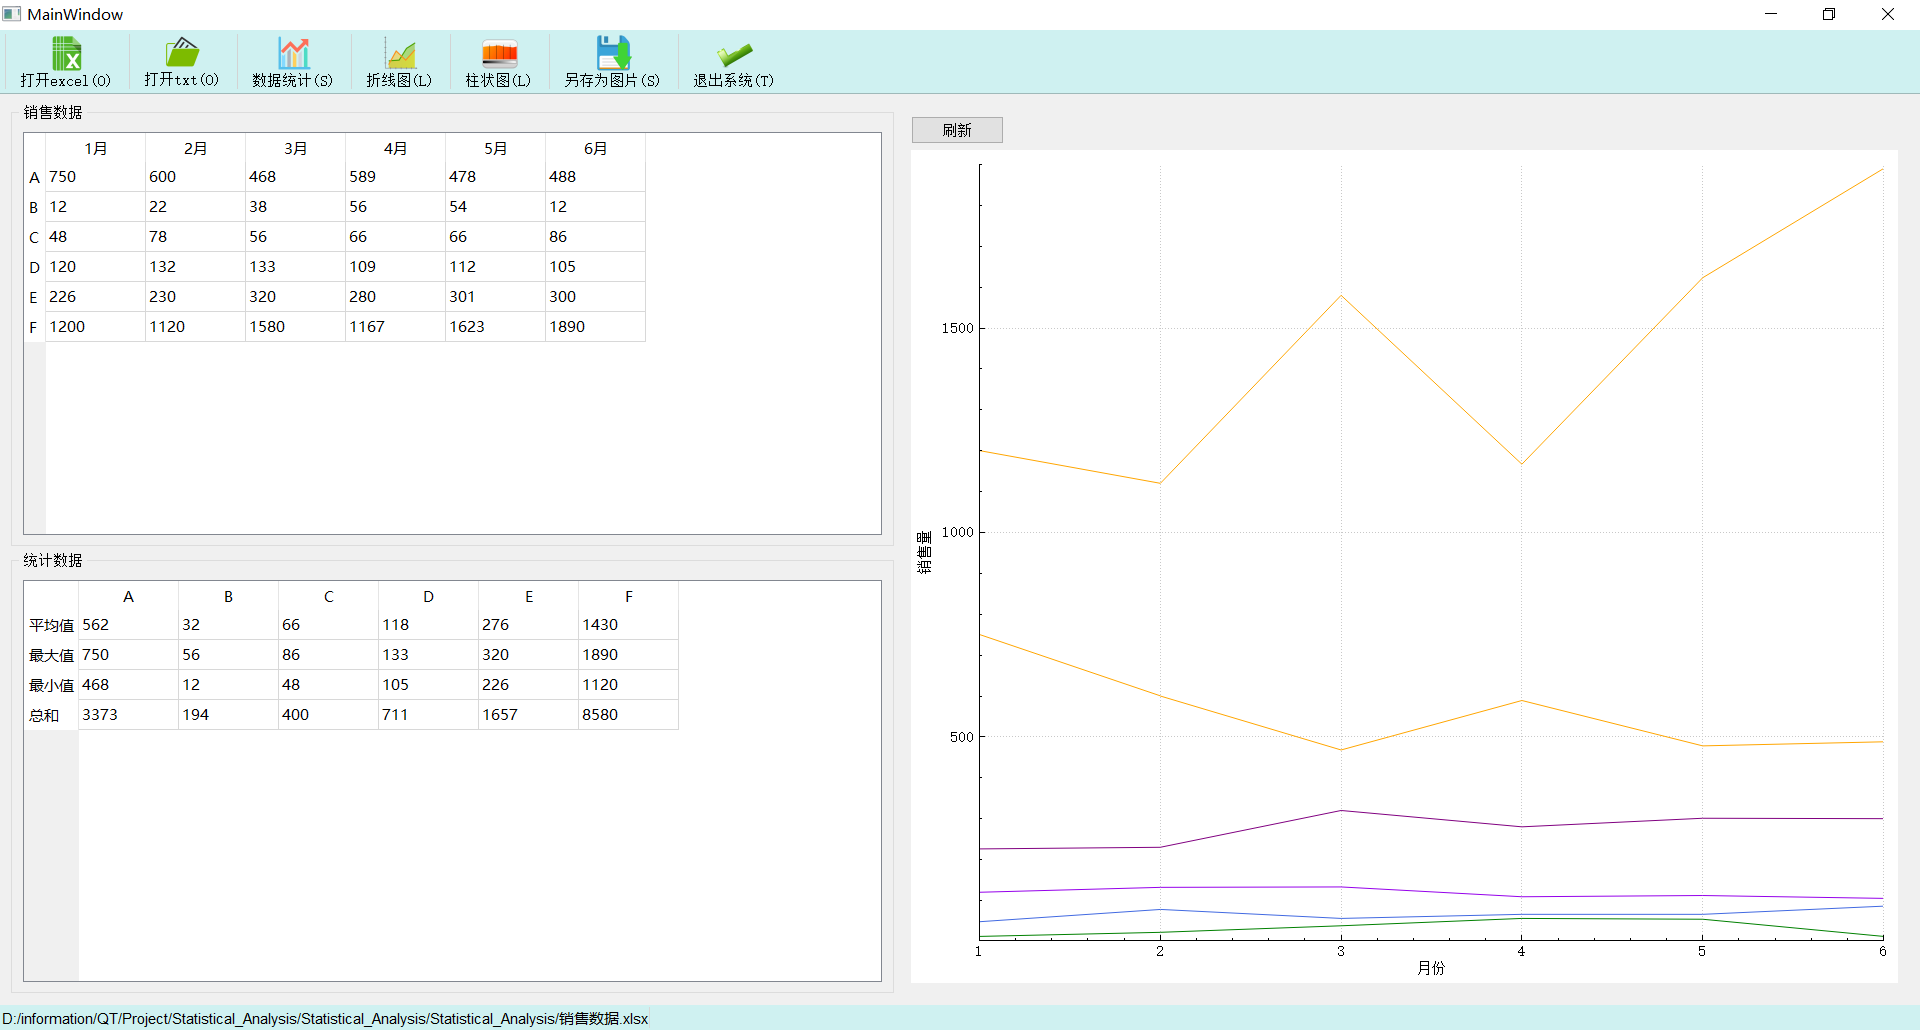 MainWindow
打开excel(O) 打开txt(O) 数据统计(S) 折线图(L) 柱状图(L) 另存为图片(S) 退出系统(T)
销售数据
1月 2月 3月 4月 5月 6月
A 750 600 468 589 478 488
B 12 22 38 56 54 12
C 48 78 56 66 66 86
D 120 132 133 109 112 105
E 226 230 320 280 301 300
F 1200 1120 1580 1167 1623 1890
统计数据
A B C D E F
平均值 562 32 66 118 276 1430
最大值 750 56 86 133 320 1890
最小值 468 12 48 105 226 1120
总和 3373 194 400 711 1657 8580
刷新
1500
1000
500
销售量
1 2 3 4 5 6
月份
D:/information/QT/Project/Statistical_Analysis/Statistical_Analysis/Statistical_Analysis/销售数据.xlsx